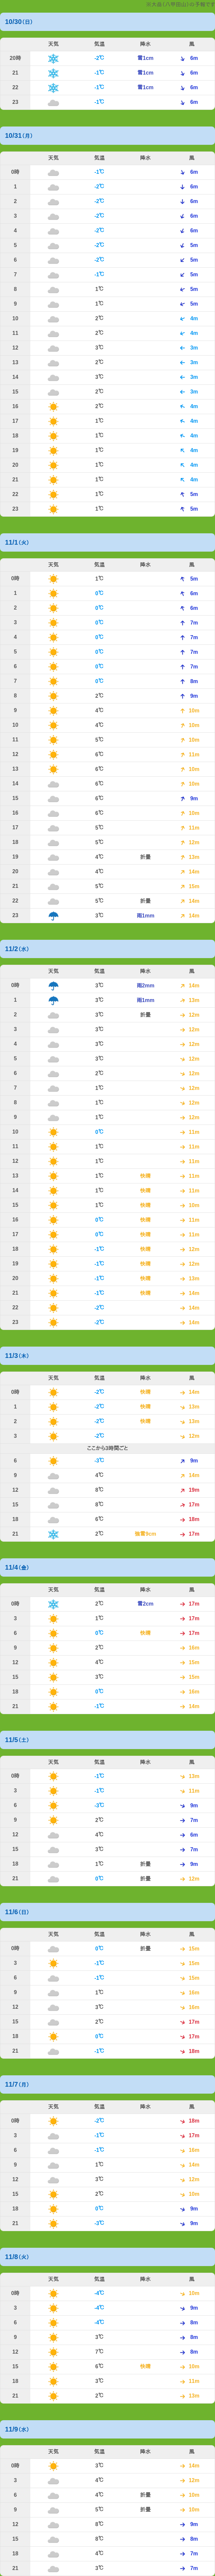 10/30(日)
天気 気温 降水 風
20時 -2℃ 雪1cm 6m
21 -1℃ 雪1cm 6m
22 -1℃ 雪1cm 6m
23 -1℃ 6m
10/31(月)
天気 気温 降水 風
0時 -1℃ 6m
1 -2℃ 6m
2 -2℃ 6m
3 -2℃ 6m
4 -2℃ 6m
5 -2℃ 5m
6 -2℃ 5m
7 -1℃ 5m
8 1℃ 5m
9 1℃ 5m
10 2℃ 4m
11 2℃ 4m
12 3℃ 3m
13 2℃ 3m
14 3℃ 3m
15 2℃ 3m
16 2℃ 4m
17 1℃ 4m
18 1℃ 4m
19 1℃ 4m
20 1℃ 4m
21 1℃ 4m
22 1℃ 5m
23 1℃ 5m
11/1(火)
天気 気温 降水 風
0時 1℃ 5m
1 0℃ 6m
2 0℃ 6m
3 0℃ 7m
4 0℃ 7m
5 0℃ 7m
6 0℃ 7m
7 0℃ 8m
8 2℃ 9m
9 4℃ 10m
10 4℃ 10m
11 5℃ 10m
12 6℃ 11m
13 6℃ 10m
14 6℃ 10m
15 6℃ 9m
16 6℃ 10m
17 5℃ 11m
18 5℃ 12m
19 4℃ 折畳 13m
20 4℃ 14m
21 5℃ 15m
22 5℃ 折畳 14m
23 3℃ 雨1mm 14m
11/2(水)
天気 気温 降水 風
0時 3℃ 雨2mm 14m
1 3℃ 雨1mm 13m
2 3℃ 折畳 12m
3 3℃ 12m
4 3℃ 12m
5 3℃ 12m
6 2℃ 12m
7 1℃ 12m
8 1℃ 12m
9 1℃ 12m
10 0℃ 11m
11 1℃ 11m
12 1℃ 11m
13 1℃ 快晴 11m
14 1℃ 快晴 11m
15 1℃ 快晴 10m
16 0℃ 快晴 11m
17 0℃ 快晴 11m
18 -1℃ 快晴 12m
19 -1℃ 快晴 12m
20 -1℃ 快晴 13m
21 -1℃ 快晴 14m
22 -2℃ 14m
23 -2℃ 14m
11/3(木)
天気 気温 降水 風
0時 -2℃ 快晴 14m
1 -2℃ 快晴 13m
2 -2℃ 快晴 13m
3 -2℃ 12m
ここから3時間ごと
6 -3℃ 9m
9 4℃ 14m
12 8℃ 19m
15 8℃ 17m
18 6℃ 18m
21 2℃ 17m
11/4(金)
天気 気温 降水 風
0時 2℃ 雪2cm 17m
3 1℃ 17m
6 0℃ 快晴 17m
9 2℃ 16m
12 4℃ 15m
15 3℃ 15m
18 0℃ 16m
21 -1℃ 14m
11/5(土)
天気 気温 降水 風
0時 -1℃ 13m
3 -1℃ 11m
6 -3℃ 9m
9 2℃ 7m
12 4℃ 6m
15 3℃ 7m
18 1℃ 折畳 9m
21 0℃ 折畳 12m
11/6(日)
天気 気温 降水 風
0時 0℃ 折畳 15m
3 -1℃ 15m
6 -1℃ 15m
9 1℃ 16m
12 3℃ 16m
15 2℃ 17m
18 0℃ 17m
21 -1℃ 18m
11/7(月)
天気 気温 降水 風
0時 -2℃ 18m
3 -1℃ 17m
6 -1℃ 16m
9 1℃ 14m
12 3℃ 12m
15 2℃ 10m
18 0℃ 9m
21 -3℃ 9m
11/8(火)
天気 気温 降水 風
0時 -4℃ 10m
3 -4℃ 9m
6 -4℃ 8m
9 3℃ 8m
12 7℃ 8m
15 6℃ 快晴 10m
18 3℃ 11m
21 2℃ 13m
11/9(水)
天気 気温 降水 風
0時 3℃ 14m
3 4℃ 12m
6 4℃ 折畳 10m
9 5℃ 折畳 10m
12 8℃ 9m
15 8℃ 8m
18 4℃ 7m
21 3℃ 7m